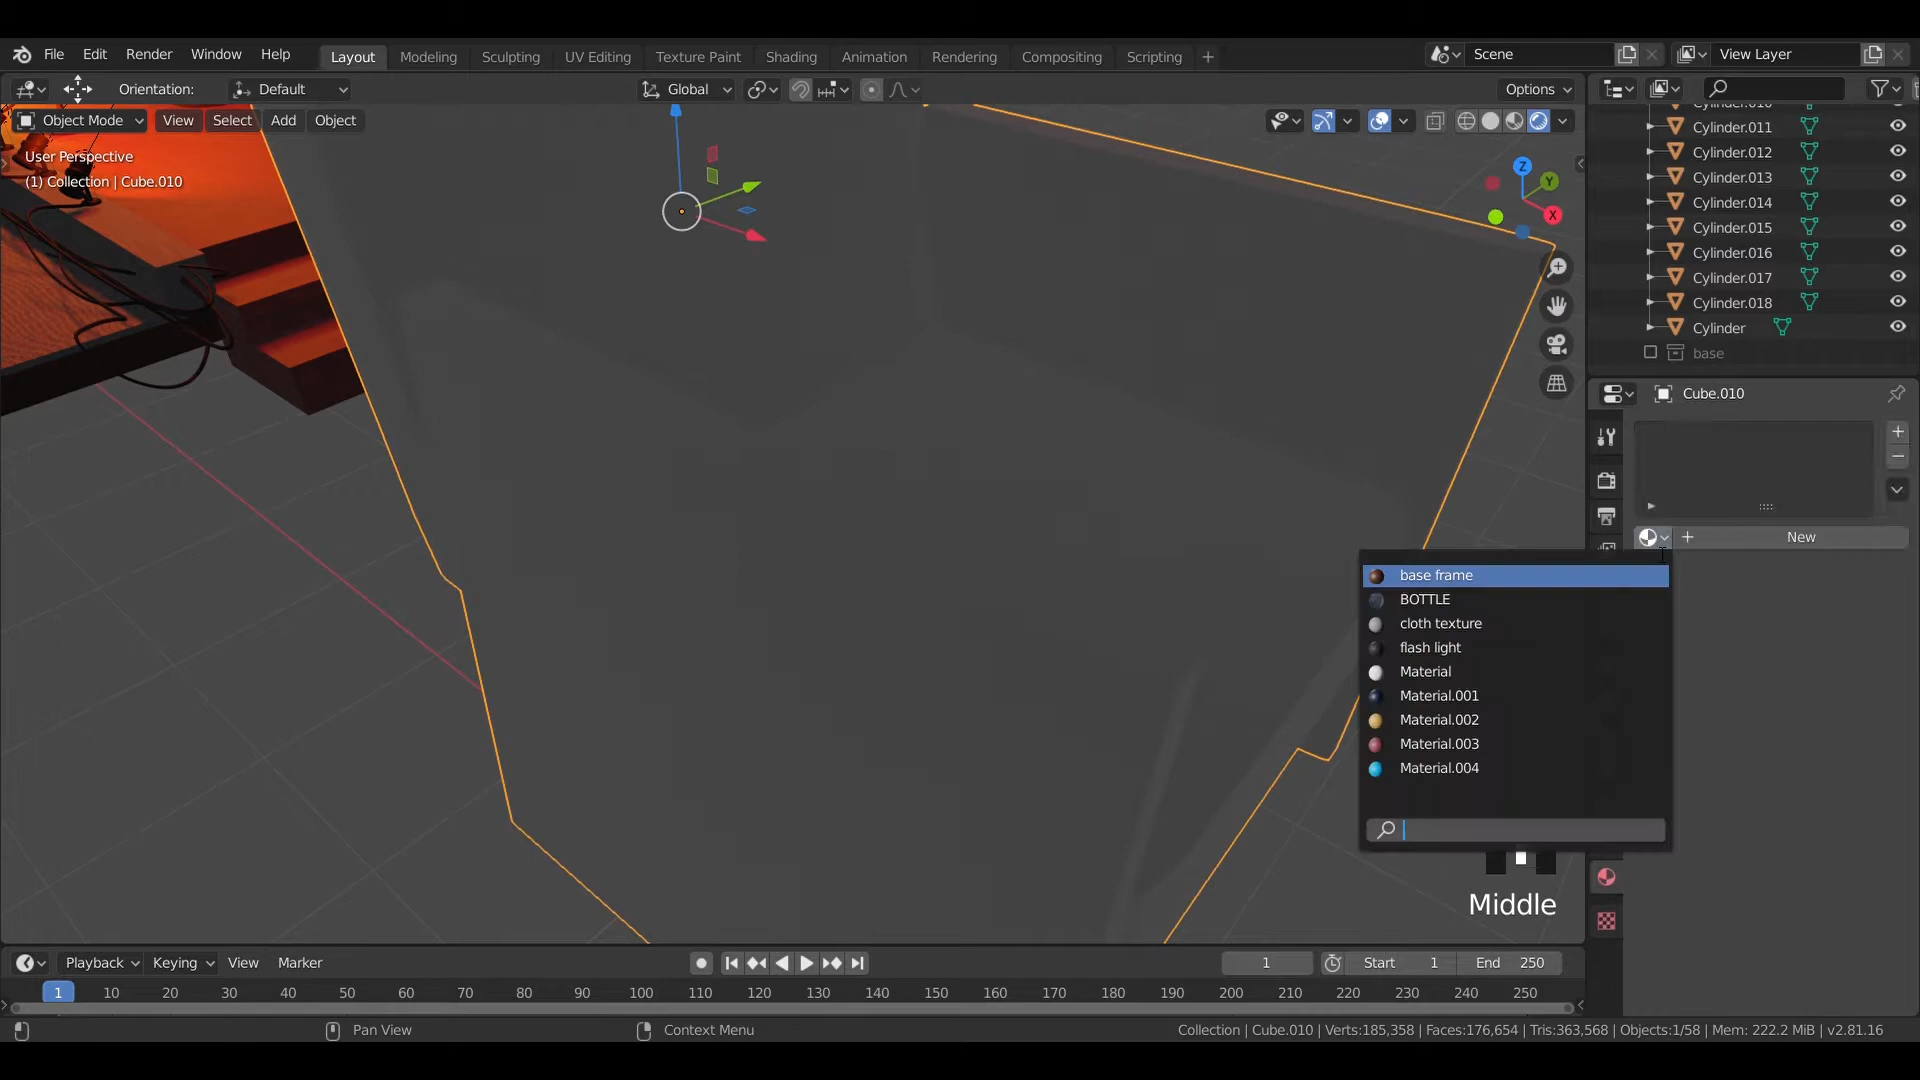 File Edit Render Window Help Layout Modeling Sculpting UV Editing Texture Paint Shading Animation Rendering Compositing Scripting + Scene View Layer
Orientation: Default Global Options
Object Mode View Select Add Object
User Perspective
(1) Collection | Cube.010
Z
Y
X
Cylinder.010
Cylinder.011
Cylinder.012
Cylinder.013
Cylinder.014
Cylinder.015
Cylinder.016
Cylinder.017
Cylinder.018
Cylinder
base
Cube.010
+ New
base frame
BOTTLE
cloth texture
flash light
Material
Material.001
Material.002
Material.003
Material.004
Middle
Playback Keying View Marker 1 Start 1 End 250
1 10 20 30 40 50 60 70 80 90 100 110 120 130 140 150 160 170 180 190 200 210 220 230 240 250
Pan View Context Menu Collection | Cube.010 | Verts:185,358 | Faces:176,654 | Tris:363,568 | Objects:1/58 | Mem: 222.2 MiB | v2.81.16